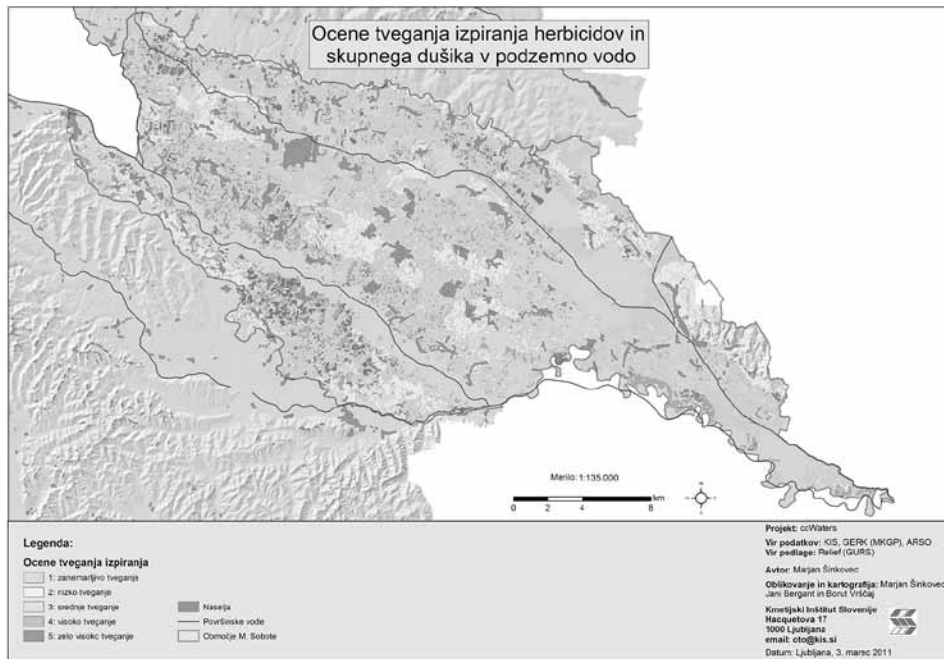 Ocene tveganja izpiranja herbicidov in
skupnega dušika v podzemno vodo
Merilo: 1:135.000
0 2 4 8 km
Legenda:
Ocene tveganja izpiranja
1: zanemarljivo tveganje
2: nizko tveganje
3: srednje tveganje
4: visoko tveganje
5: zelo visoko tveganje
Naselja
Površinske vode
Območje M. Sobote
Projekt: ccWaters
Vir podatkov: KIS, GERK (MKGP), ARSO
Vir podlage: Relief (GURS)
Avtor: Marjan Šinkovec
Oblikovanje in kartografija: Marjan Šinkovec
Jani Bergant in Borut Vrščaj
Kmetijski Inštitut Slovenije
Hacquetova 17
1000 Ljubljana
email: cto@kis.si
Datum: Ljubljana, 3. marec 2011